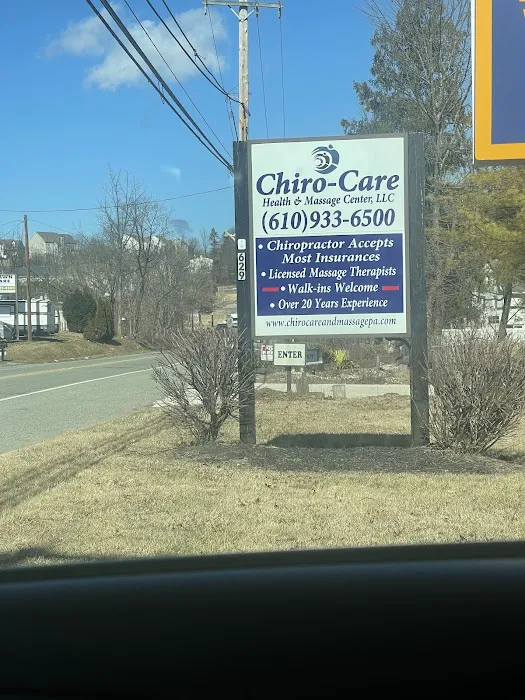 Chiro-Care
Health & Massage Center, LLC
(610)933-6500
• Chiropractor Accepts
Most Insurances
• Licensed Massage Therapists
• Walk-ins Welcome
• Over 20 Years Experience
www.chirocareandmassagepa.com
629
ENTER